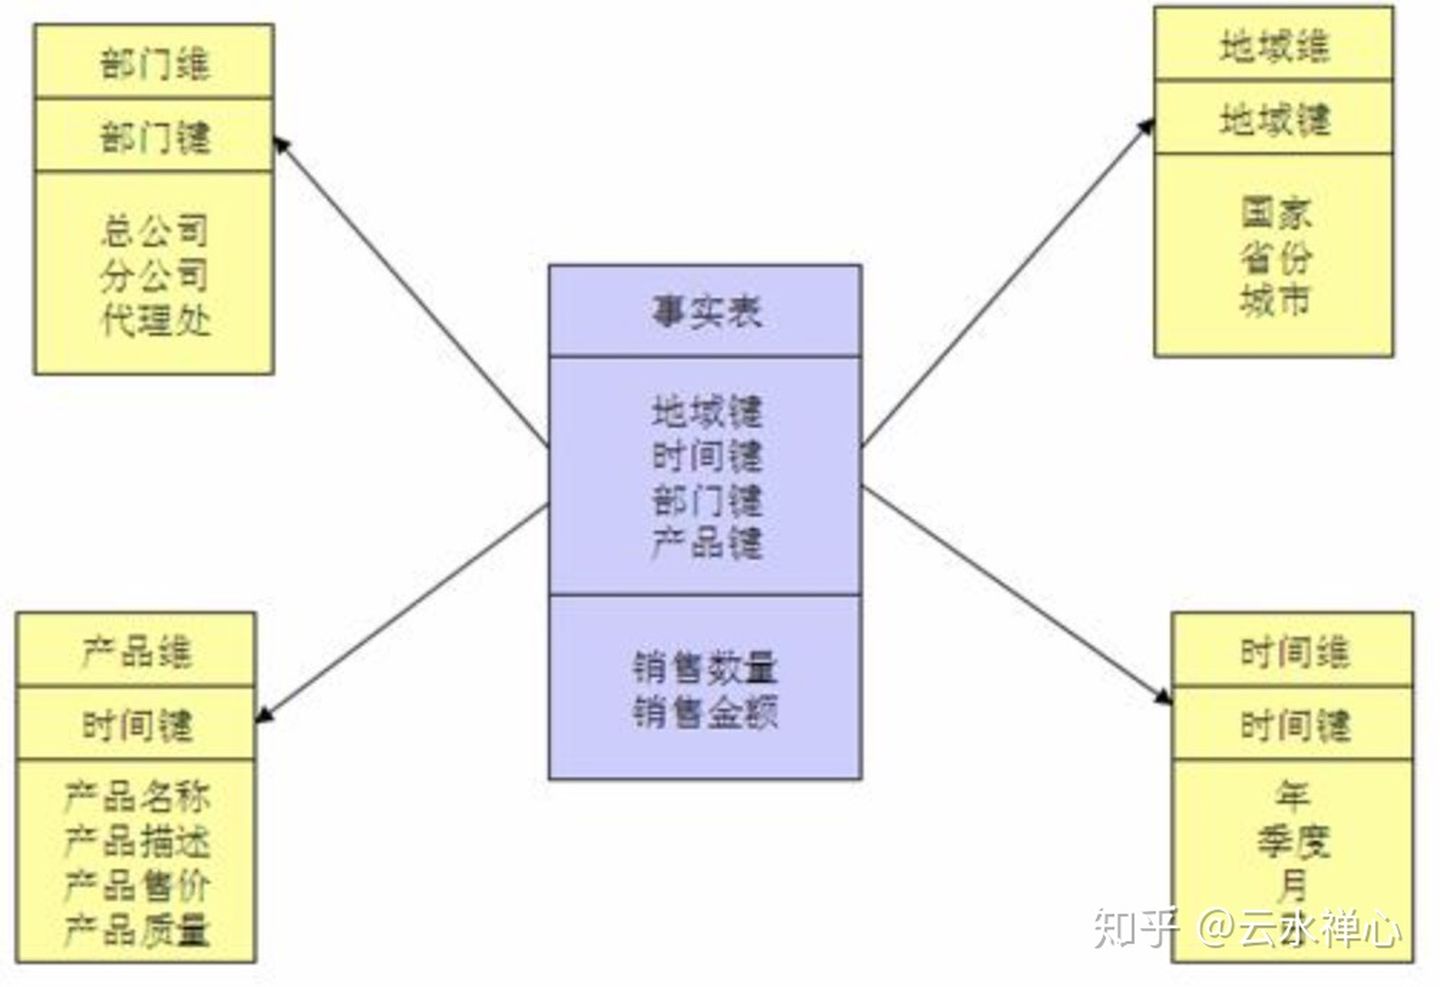 部门维
部门键
总公司
分公司
代理处
地域维
地域键
国家
省份
城市
事实表
地域键
时间键
部门键
产品键
销售数量
销售金额
产品维
时间键
产品名称
产品描述
产品售价
产品质量
时间维
时间键
年
季度
月
知乎 @云水禅心